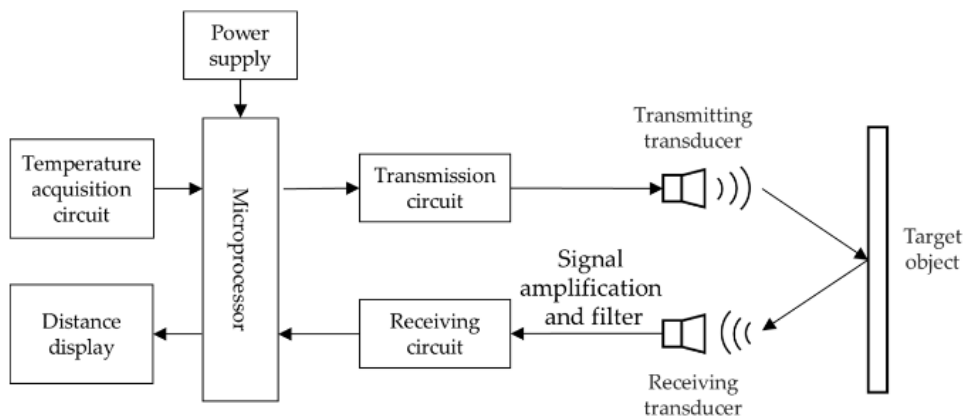 Power
supply
Temperature
acquisition
circuit
Microprocessor
Transmission
circuit
Transmitting
transducer
Target
object
Distance
display
Receiving
circuit
Signal
amplification
and filter
Receiving
transducer